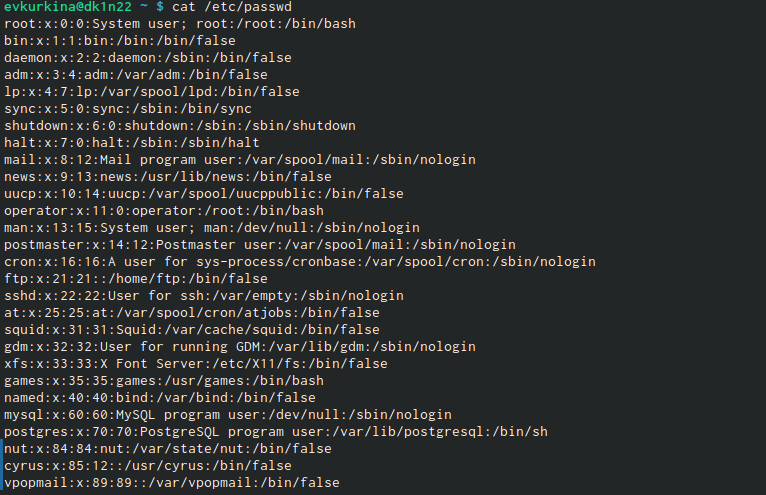 evkurkina@dk1n22 ~ $ cat /etc/passwd
root:x:0:0:System user; root:/root:/bin/bash
bin:x:1:1:bin:/bin:/bin/false
daemon:x:2:2:daemon:/sbin:/bin/false
adm:x:3:4:adm:/var/adm:/bin/false
lp:x:4:7:lp:/var/spool/lpd:/bin/false
sync:x:5:0:sync:/sbin:/bin/sync
shutdown:x:6:0:shutdown:/sbin:/sbin/shutdown
halt:x:7:0:halt:/sbin:/sbin/halt
mail:x:8:12:Mail program user:/var/spool/mail:/sbin/nologin
news:x:9:13:news:/usr/lib/news:/bin/false
uucp:x:10:14:uucp:/var/spool/uucppublic:/bin/false
operator:x:11:0:operator:/root:/bin/bash
man:x:13:15:System user; man:/dev/null:/sbin/nologin
postmaster:x:14:12:Postmaster user:/var/spool/mail:/sbin/nologin
cron:x:16:16:A user for sys-process/cronbase:/var/spool/cron:/sbin/nologin
ftp:x:21:21::/home/ftp:/bin/false
sshd:x:22:22:User for ssh:/var/empty:/sbin/nologin
at:x:25:25:at:/var/spool/cron/atjobs:/bin/false
squid:x:31:31:Squid:/var/cache/squid:/bin/false
gdm:x:32:32:User for running GDM:/var/lib/gdm:/sbin/nologin
xfs:x:33:33:X Font Server:/etc/X11/fs:/bin/false
games:x:35:35:games:/usr/games:/bin/bash
named:x:40:40:bind:/var/bind:/bin/false
mysql:x:60:60:MySQL program user:/dev/null:/sbin/nologin
postgres:x:70:70:PostgreSQL program user:/var/lib/postgresql:/bin/sh
nut:x:84:84:nut:/var/state/nut:/bin/false
cyrus:x:85:12::/usr/cyrus:/bin/false
vpopmail:x:89:89::/var/vpopmail:/bin/false